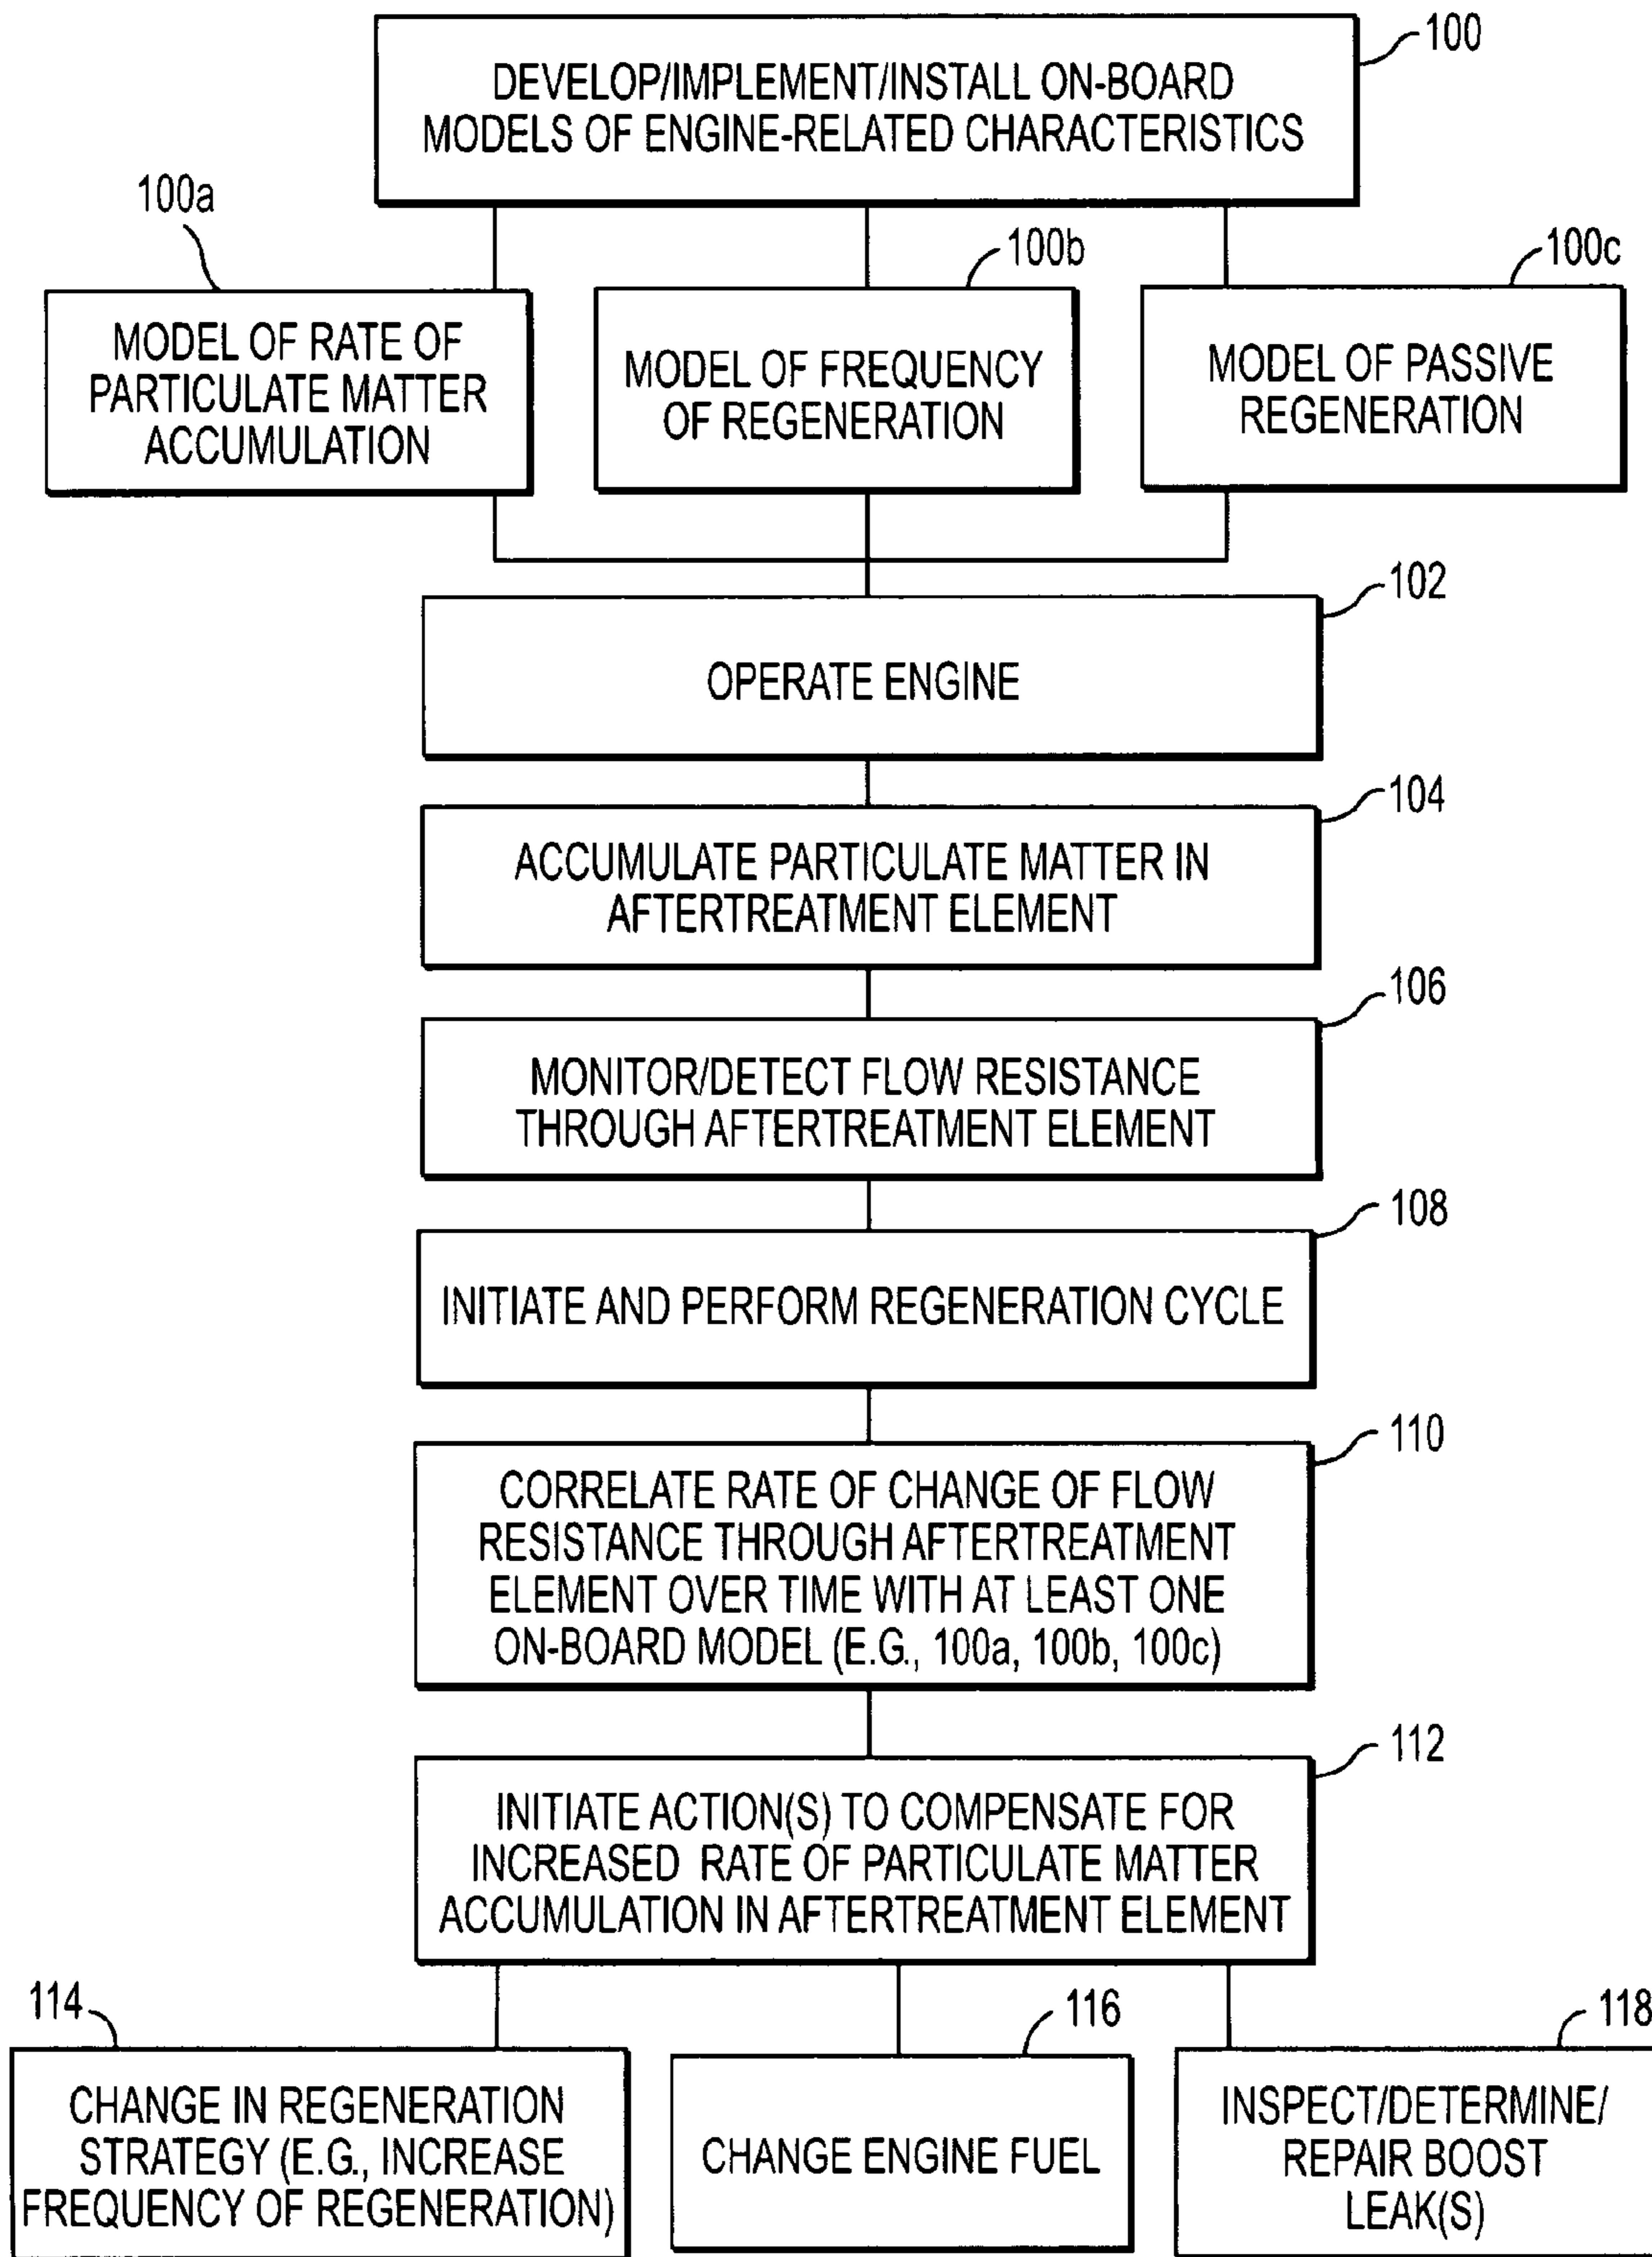 100
DEVELOP/IMPLEMENT/INSTALL ON-BOARD
MODELS OF ENGINE-RELATED CHARACTERISTICS
100a
MODEL OF RATE OF
PARTICULATE MATTER
ACCUMULATION
100b
MODEL OF FREQUENCY
OF REGENERATION
100c
MODEL OF PASSIVE
REGENERATION
102
OPERATE ENGINE
104
ACCUMULATE PARTICULATE MATTER IN
AFTERTREATMENT ELEMENT
106
MONITOR/DETECT FLOW RESISTANCE
THROUGH AFTERTREATMENT ELEMENT
108
INITIATE AND PERFORM REGENERATION CYCLE
110
CORRELATE RATE OF CHANGE OF FLOW
RESISTANCE THROUGH AFTERTREATMENT
ELEMENT OVER TIME WITH AT LEAST ONE
ON-BOARD MODEL (E.G., 100a, 100b, 100c)
112
INITIATE ACTION(S) TO COMPENSATE FOR
INCREASED RATE OF PARTICULATE MATTER
ACCUMULATION IN AFTERTREATMENT ELEMENT
114
CHANGE IN REGENERATION
STRATEGY (E.G., INCREASE
FREQUENCY OF REGENERATION)
116
CHANGE ENGINE FUEL
118
INSPECT/DETERMINE/
REPAIR BOOST
LEAK(S)